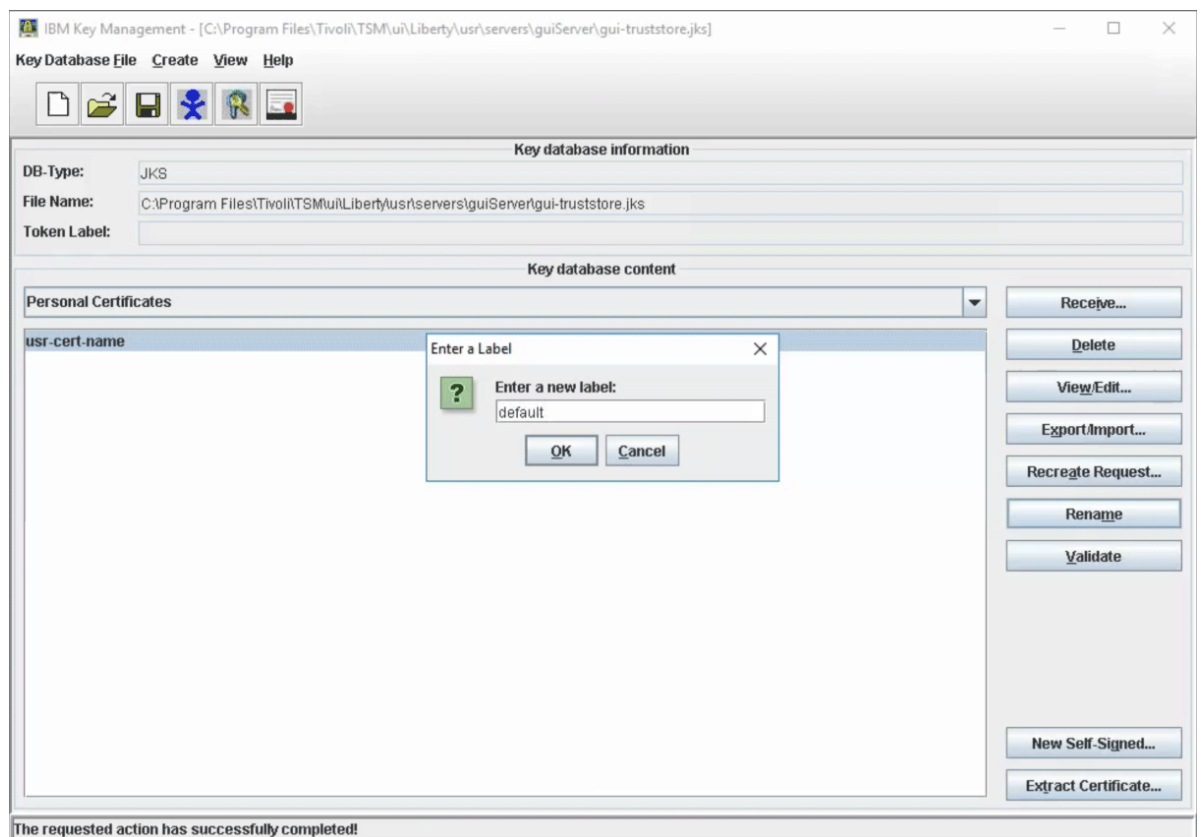 IBM Key Management - [C:\Program Files\Tivoli\TSM\ui\Liberty\usr\servers\guiServer\gui-truststore.jks]
Key Database File Create View Help
Key database information
DB-Type: JKS
File Name: C:\Program Files\Tivoli\TSM\ui\Liberty\usr\servers\guiServer\gui-truststore.jks
Token Label:
Key database content
Personal Certificates
Receive...
usr-cert-name
Enter a Label
Delete
Enter a new label:
View/Edit...
default
Export/Import...
OK Cancel
Recreate Request...
Rename
Validate
New Self-Signed...
Extract Certificate...
The requested action has successfully completed!